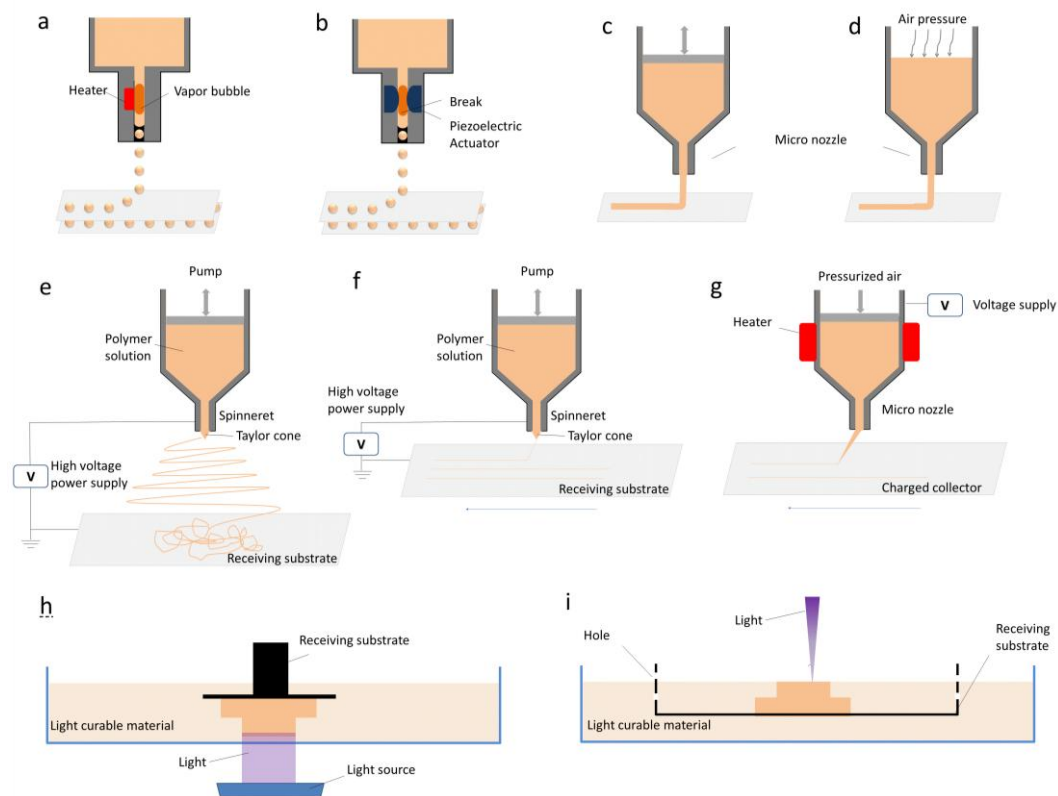 a
b
c
d
Air pressure
Heater
Vapor bubble
Break
Piezoelectric
Actuator
Micro nozzle
e
f
g
Pump
Pump
Pressurized air
V
Voltage supply
Heater
Polymer
solution
Polymer
solution
High voltage
power supply
Spinneret
Taylor cone
Spinneret
Taylor cone
Micro nozzle
V
V
High voltage
power supply
Receiving substrate
Charged collector
Receiving substrate
h
i
Receiving substrate
Light
Hole
Receiving
substrate
Light curable material
Light curable material
Light
Light source